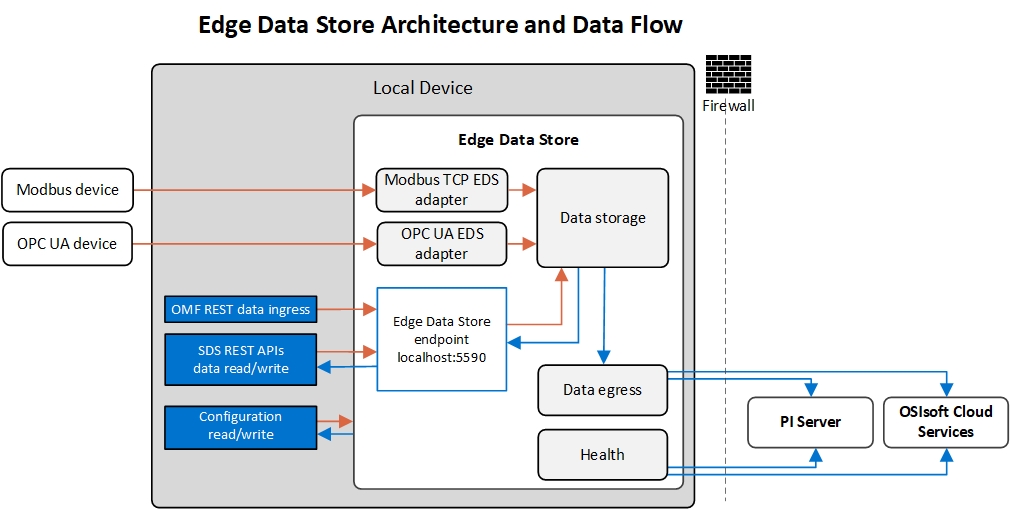 Edge Data Store Architecture and Data Flow
Local Device
Firewall
Edge Data Store
Modbus device
Modbus TCP EDS
adapter
Data storage
OPC UA device
OPC UA EDS
adapter
OMF REST data ingress
Edge Data Store
endpoint
localhost:5590
SDS REST APIs
data read/write
Data egress
Configuration
read/write
PI Server
OSIsoft Cloud
Services
Health